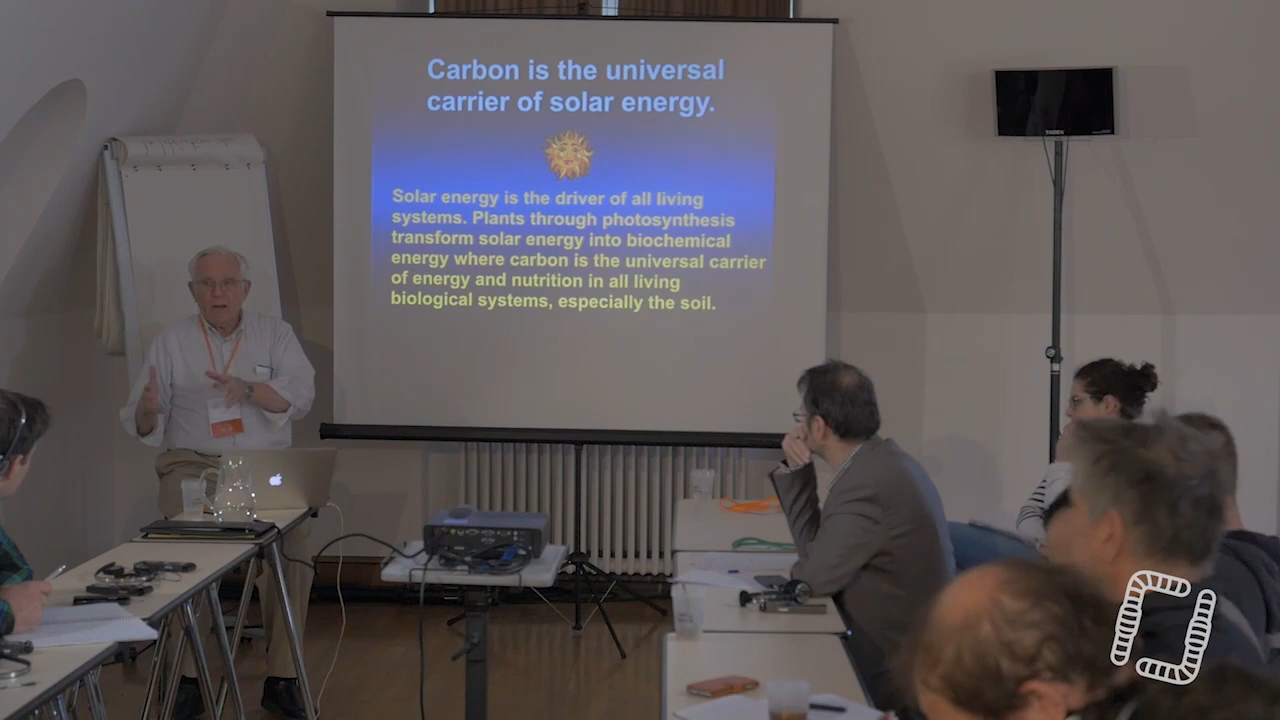 Carbon is the universal
carrier of solar energy.
Solar energy is the driver of all living
systems. Plants through photosynthesis
transform solar energy into biochemical
energy where carbon is the universal carrier
of energy and nutrition in all living
biological systems, especially the soil.